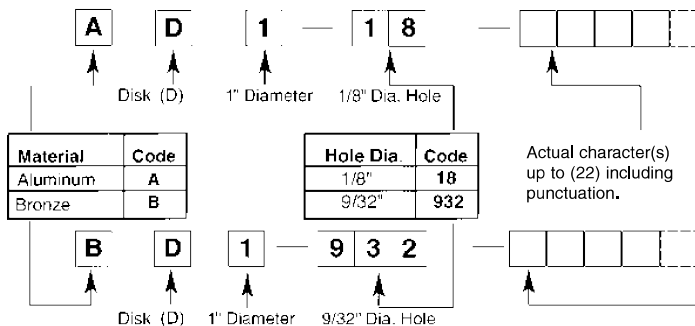 A D 1 — 1 8 —
Disk (D) 1" Diameter 1/8" Dia. Hole
Material Code
Aluminum A
Bronze B
Hole Dia. Code
1/8" 18
9/32" 932
Actual character(s)
up to (22) including
punctuation.
B D 1 — 9 3 2 —
Disk (D) 1" Diameter 9/32" Dia. Hole